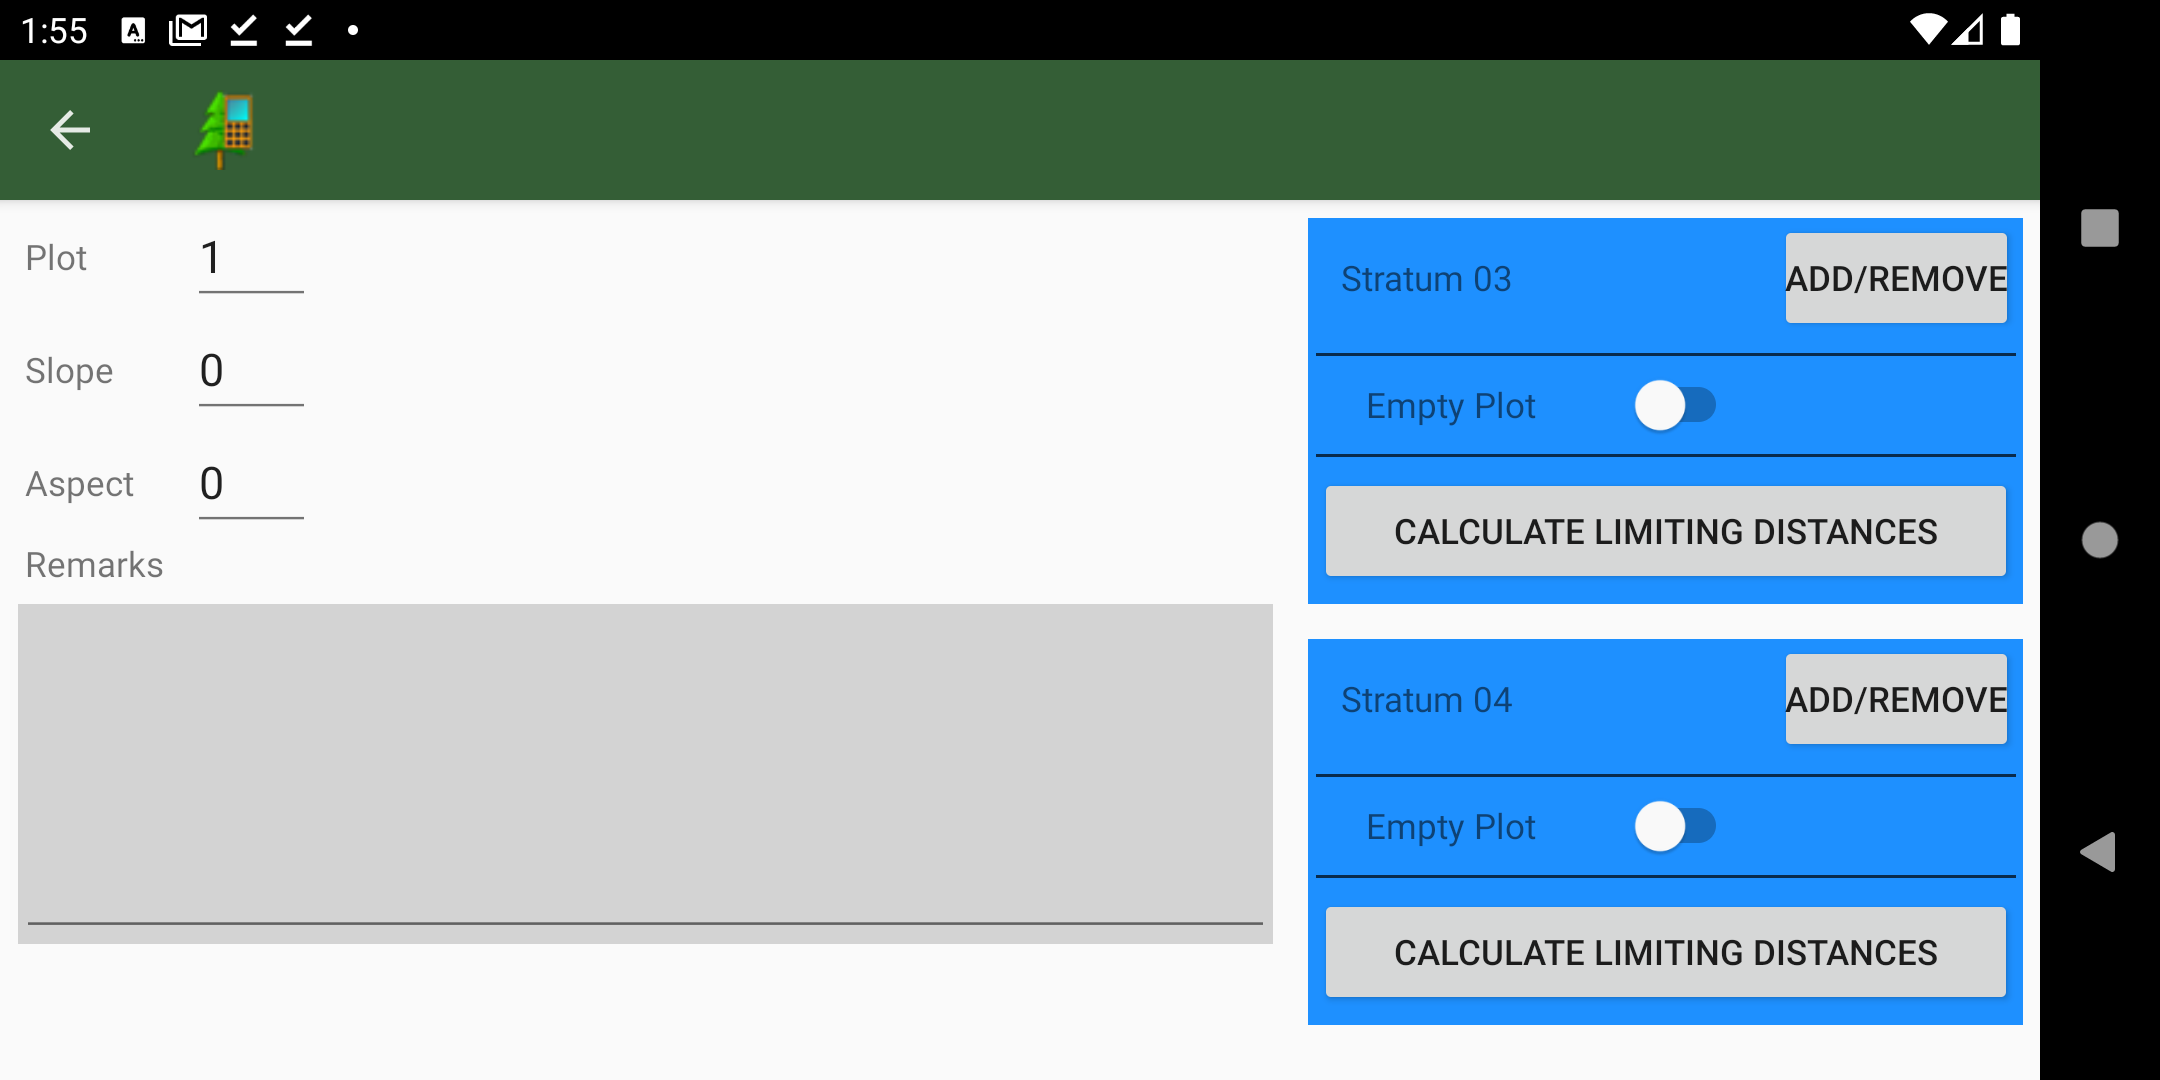 1:55
A
Plot 1
Slope 0
Aspect 0
Remarks
Stratum 03 ADD/REMOVE
Empty Plot
CALCULATE LIMITING DISTANCES
Stratum 04 ADD/REMOVE
Empty Plot
CALCULATE LIMITING DISTANCES